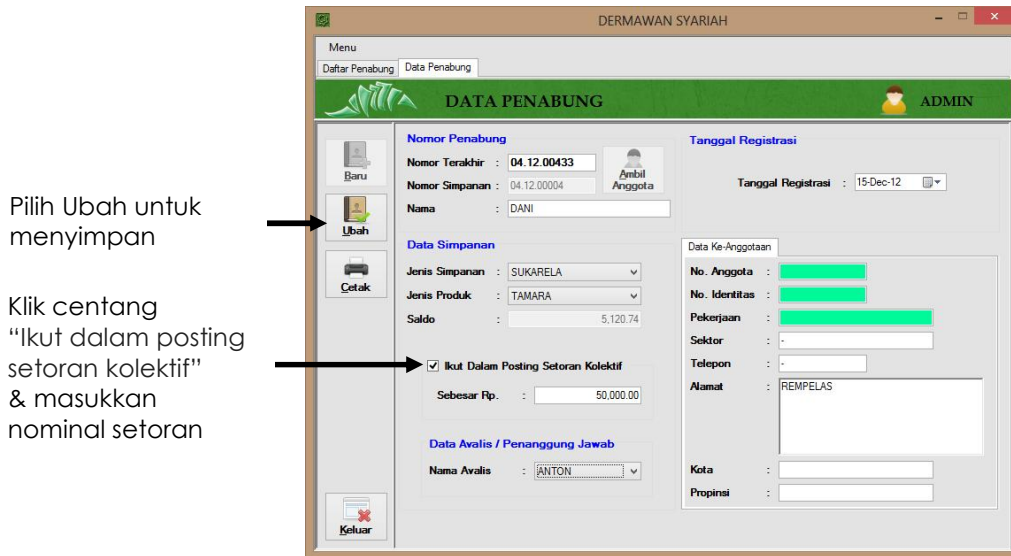 DERMAWAN SYARIAH
Menu
Daftar Penabung Data Penabung
DATA PENABUNG ADMIN
Pilih Ubah untuk
menyimpan
Klik centang
“Ikut dalam posting
setoran kolektif”
& masukkan
nominal setoran
Baru
Ubah
Cetak
Keluar
Nomor Penabung
Nomor Terakhir : 04.12.00433
Nomor Simpanan : 04.12.00004
Ambil
Anggota
Nama : DANI
Data Simpanan
Jenis Simpanan : SUKARELA
Jenis Produk : TAMARA
Saldo : 5,120.74
Ikut Dalam Posting Setoran Kolektif
Sebesar Rp. : 50,000.00
Data Avalis / Penanggung Jawab
Nama Avalis : ANTON
Tanggal Registrasi
Tanggal Registrasi : 15-Dec-12
Data Ke-Anggotaan
No. Anggota :
No. Identitas :
Pekerjaan :
Sektor : -
Telepon : -
Alamat : REMPELAS
Kota :
Propinsi :